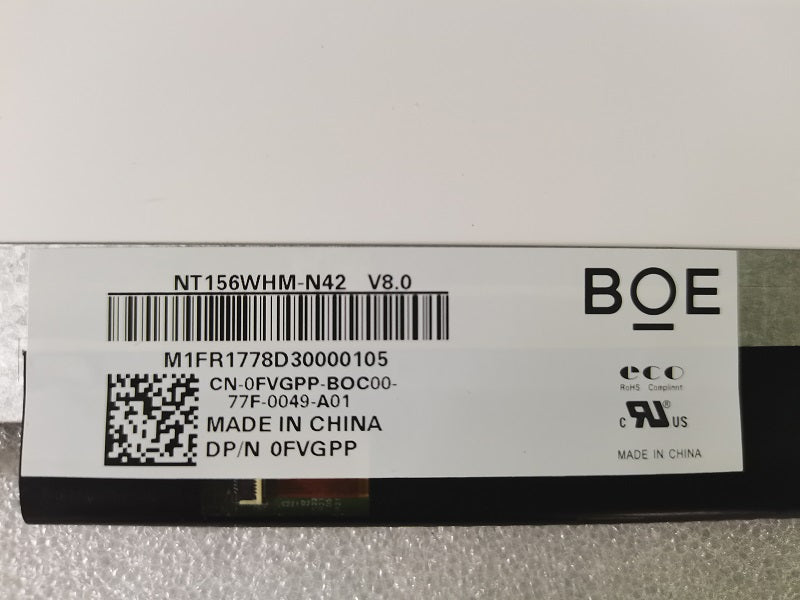 NT156WHM-N42 V8.0
BOE
M1FR1778D30000105
CN-0FVGPP-BOC00-
77F-0049-A01
MADE IN CHINA
DP/N 0FVGPP
eco
RoHS Compliant
c RU® US
MADE IN CHINA